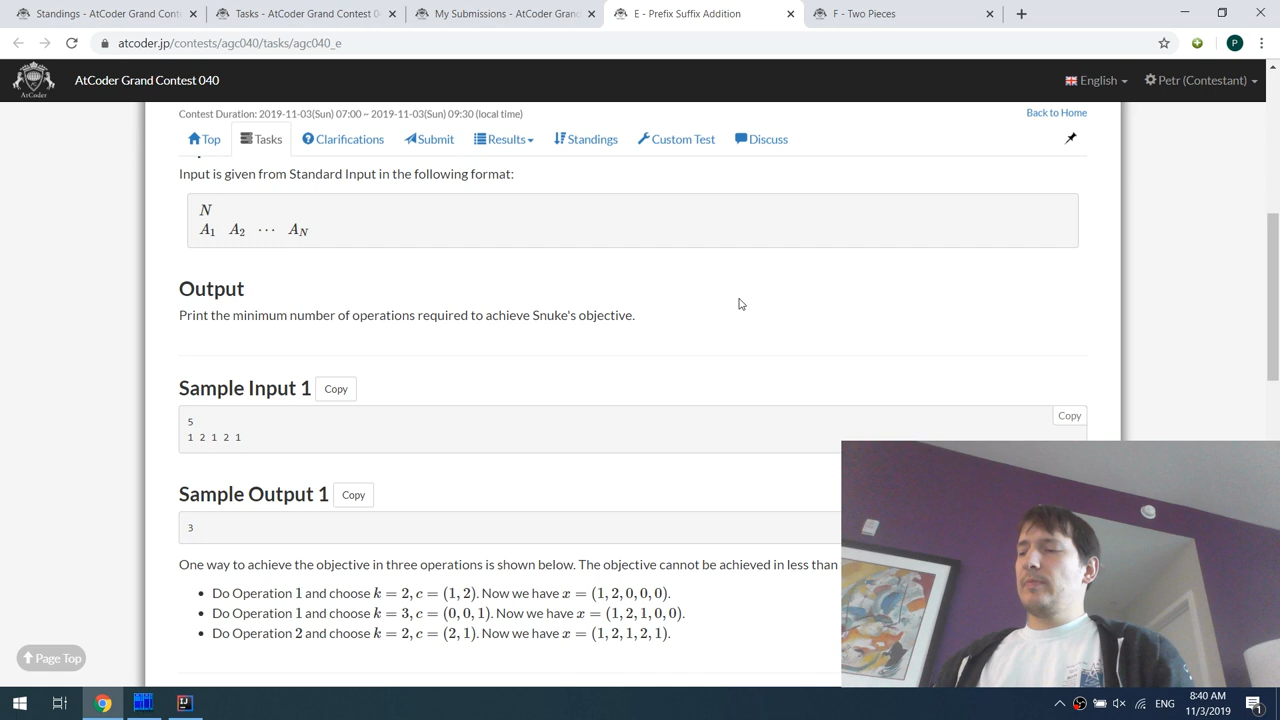 Standings - AtCoder Grand Cont
Tasks - AtCoder Grand Contest 0
My Submissions - AtCoder Grand
E - Prefix Suffix Addition
F - Two Pieces
atcoder.jp/contests/agc040/tasks/agc040_e
P
AtCoder Grand Contest 040
English
Petr (Contestant)
Contest Duration: 2019-11-03(Sun) 07:00 ~ 2019-11-03(Sun) 09:30 (local time)
Back to Home
Top
Tasks
Clarifications
Submit
Results
Standings
Custom Test
Discuss
Input is given from Standard Input in the following format:
N
A1 A2 ⋯ AN
Output
Print the minimum number of operations required to achieve Snuke's objective.
Sample Input 1
Copy
Copy
5
1 2 1 2 1
Sample Output 1
Copy
3
One way to achieve the objective in three operations is shown below. The objective cannot be achieved in less than
• Do Operation 1 and choose k = 2, c = (1, 2). Now we have x = (1, 2, 0, 0, 0).
• Do Operation 1 and choose k = 3, c = (0, 0, 1). Now we have x = (1, 2, 1, 0, 0).
• Do Operation 2 and choose k = 2, c = (2, 1). Now we have x = (1, 2, 1, 2, 1).
Page Top
ENG
8:40 AM
11/3/2019
1